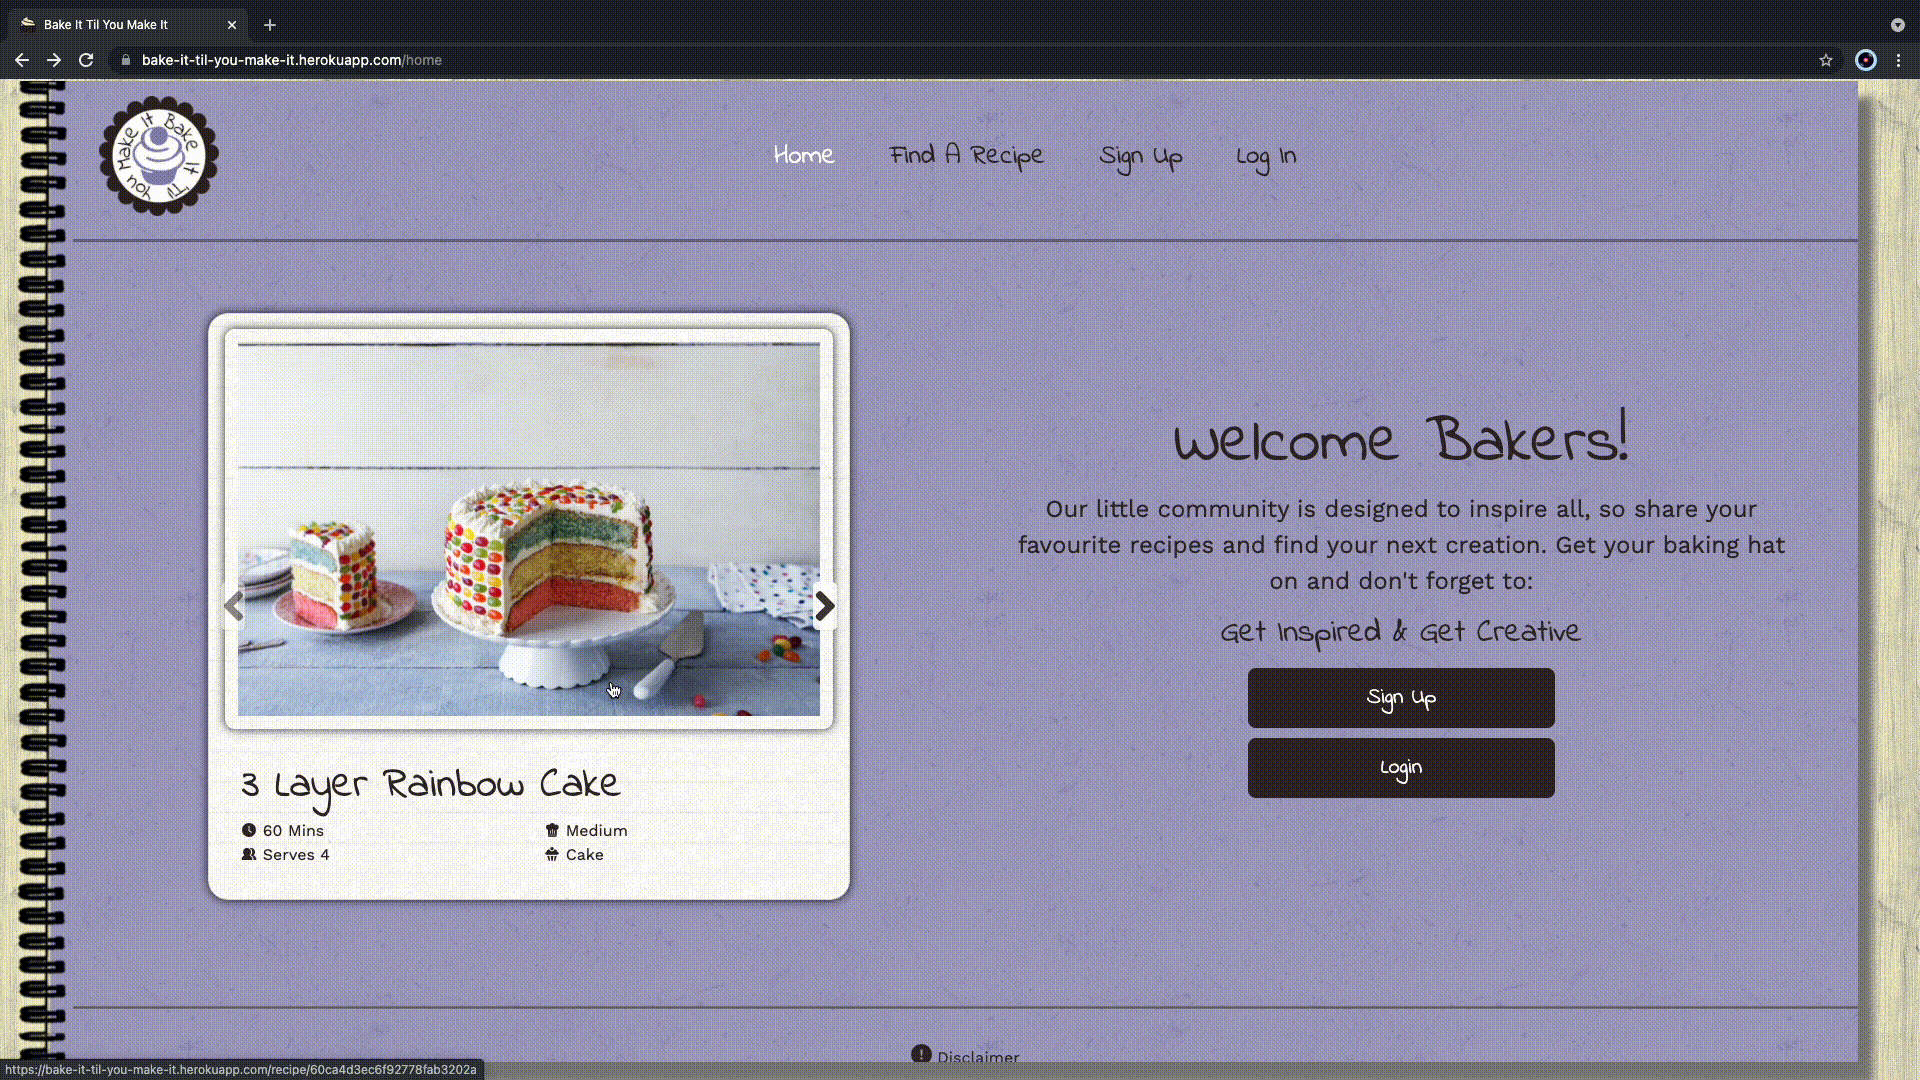 Bake It Til You Make It
bake-it-til-you-make-it.herokuapp.com/home
Bake It Til You Make It
Home Find A Recipe Sign Up Log In
Welcome Bakers!
Our little community is designed to inspire all, so share your
favourite recipes and find your next creation. Get your baking hat
on and don't forget to:
Get Inspired & Get Creative
Sign Up
Login
3 Layer Rainbow Cake
60 Mins Medium
Serves 4 Cake
Disclaimer
https://bake-it-til-you-make-it.herokuapp.com/recipe/60ca4d3ec6f92778fab3202a